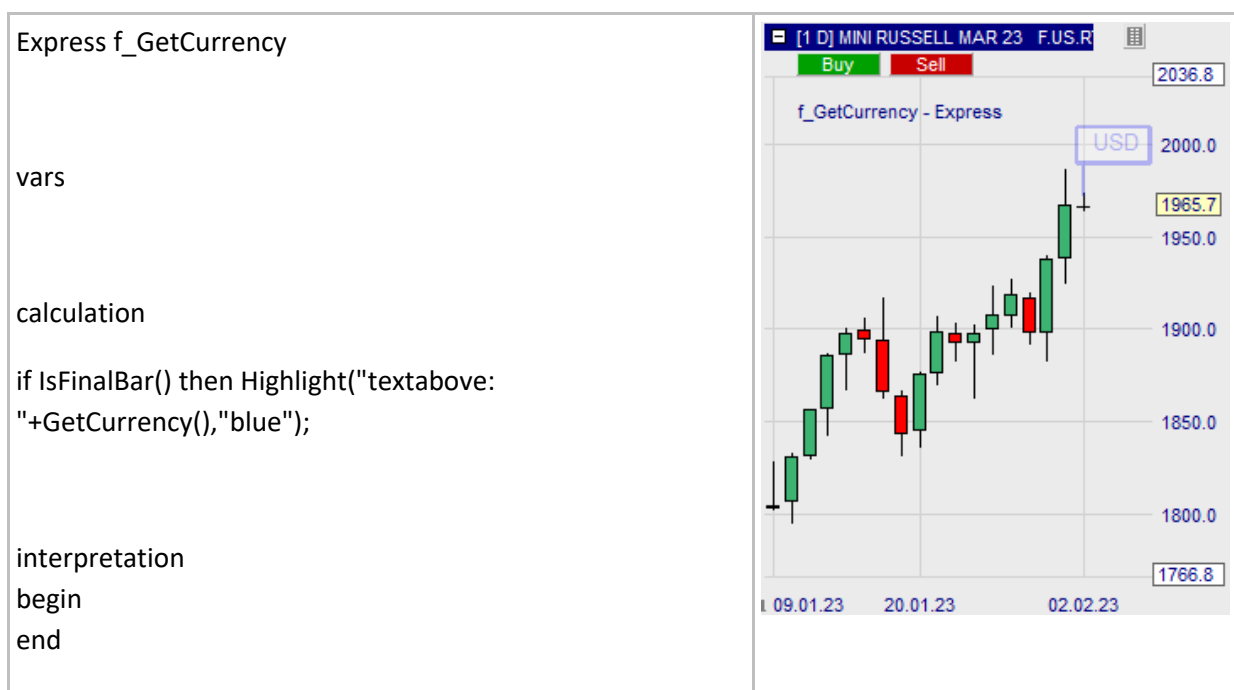 Express f_GetCurrency
vars
calculation
if IsFinalBar() then Highlight("textabove:
"+GetCurrency(),"blue");
interpretation
begin
end
[1 D] MINI RUSSELL MAR 23 F.US.R
Buy Sell
2036.8
f_GetCurrency - Express
USD
2000.0
1965.7
1950.0
1900.0
1850.0
1800.0
1766.8
09.01.23 20.01.23 02.02.23